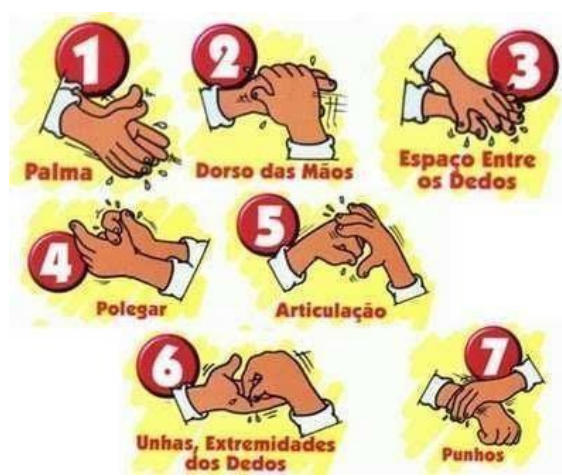 1
Palma
2
Dorso das Mãos
3
Espaço Entre
os Dedos
4
Polegar
5
Articulação
6
Unhas, Extremidades
dos Dedos
7
Punhos